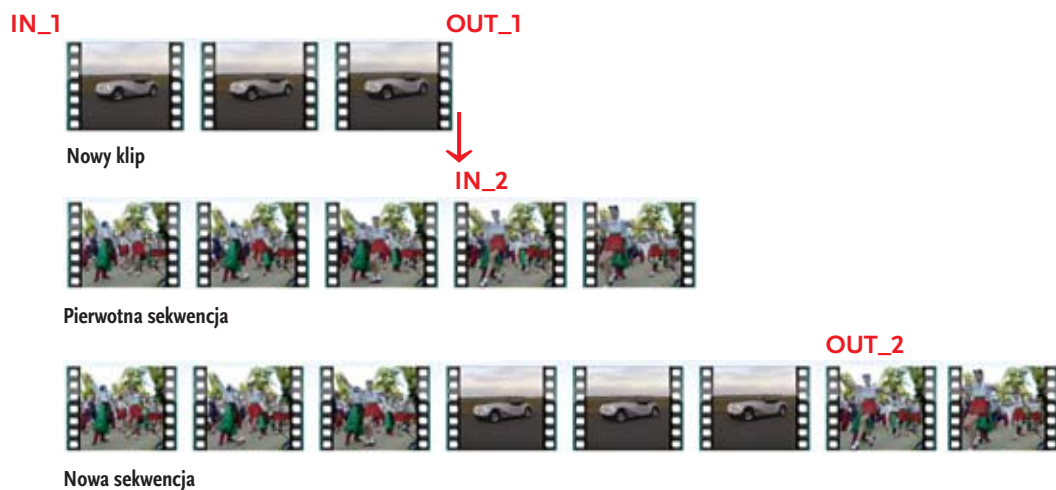 IN_1
OUT_1
Nowy klip
IN_2
Pierwotna sekwencja
OUT_2
Nowa sekwencja